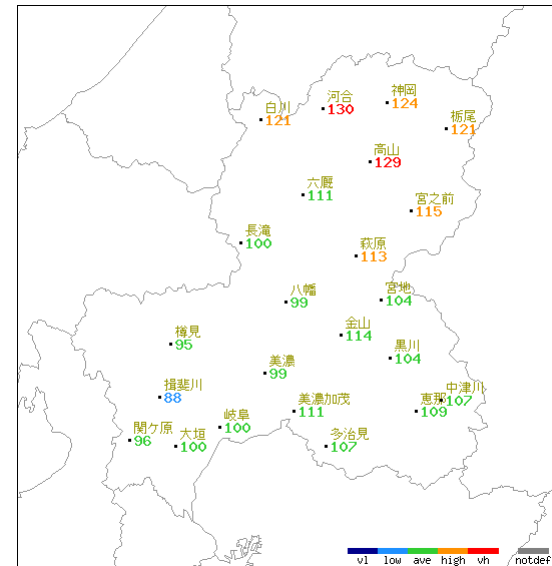 神岡
124
河合
130
白川
121
栃尾
121
高山
129
六厩
111
宮之前
115
長滝
100
萩原
113
八幡
99
宮地
104
金山
114
樽見
95
黒川
104
美濃
99
揖斐川
88
中津川
107
美濃加茂
111
恵那
109
岐阜
100
関ケ原
96
大垣
100
多治見
107
vl low ave high vh notdef